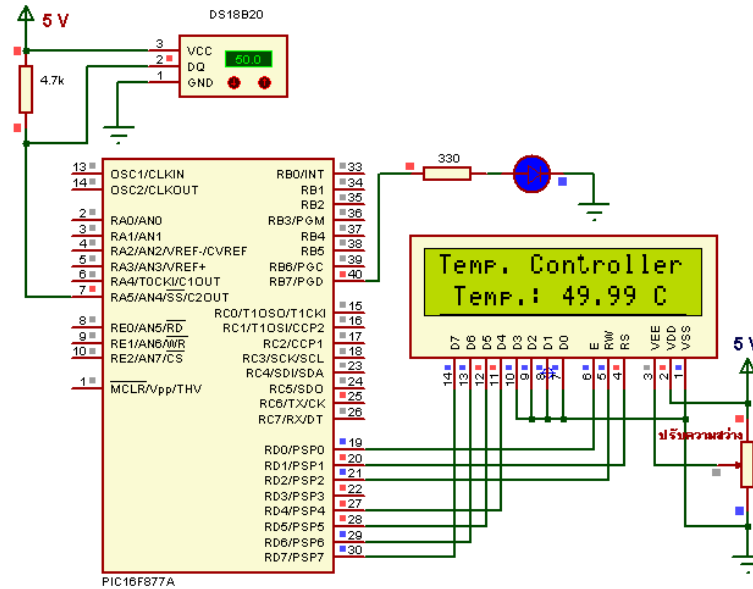 5 V
DS18B20
4.7k
3 VCC
2 DQ 50.0
1 GND
330
13 OSC1/CLKIN
14 OSC2/CLKOUT
2 RA0/AN0
3 RA1/AN1
4 RA2/AN2/VREF-/CVREF
5 RA3/AN3/VREF+
6 RA4/T0CKI/C1OUT
7 RA5/AN4/SS/C2OUT
8 RE0/AN5/RD
9 RE1/AN6/WR
10 RE2/AN7/CS
1 MCLR/Vpp/THV
RB0/INT 33
RB1 34
RB2 35
RB3/PGM 36
RB4 37
RB5 38
RB6/PGC 39
RB7/PGD 40
RC0/T1OSO/T1CKI 15
RC1/T1OSI/CCP2 16
RC2/CCP1 17
RC3/SCK/SCL 18
RC4/SDI/SDA 23
RC5/SDO 24
RC6/TX/CK 25
RC7/RX/DT 26
RD0/PSP0 19
RD1/PSP1 20
RD2/PSP2 21
RD3/PSP3 22
RD4/PSP4 27
RD5/PSP5 28
RD6/PSP6 29
RD7/PSP7 30
PIC16F877A
Temp. Controller
Temp.: 49.99 C
D7 D6 D5 D4 D3 D2 D1 D0 E RW RS VEE VDD VSS
14 13 12 11 10 9 8 7 6 5 4 3 2 1
5 V
ปรับความสว่าง